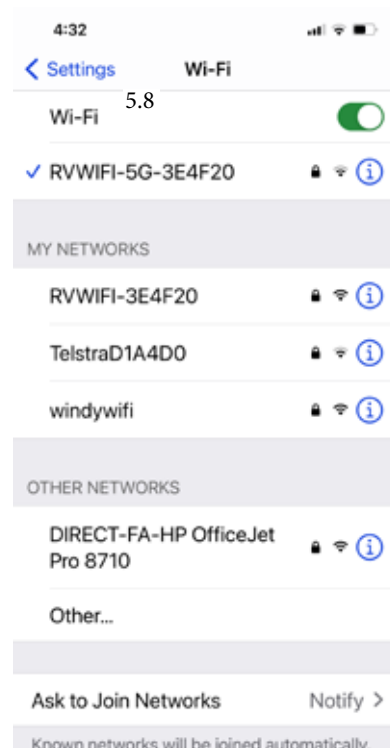 4:32
Settings Wi-Fi
5.8
Wi-Fi
RVWIFI-5G-3E4F20
MY NETWORKS
RVWIFI-3E4F20
TelstraD1A4D0
windywifi
OTHER NETWORKS
DIRECT-FA-HP OfficeJet
Pro 8710
Other...
Ask to Join Networks Notify
Known networks will be joined automatically